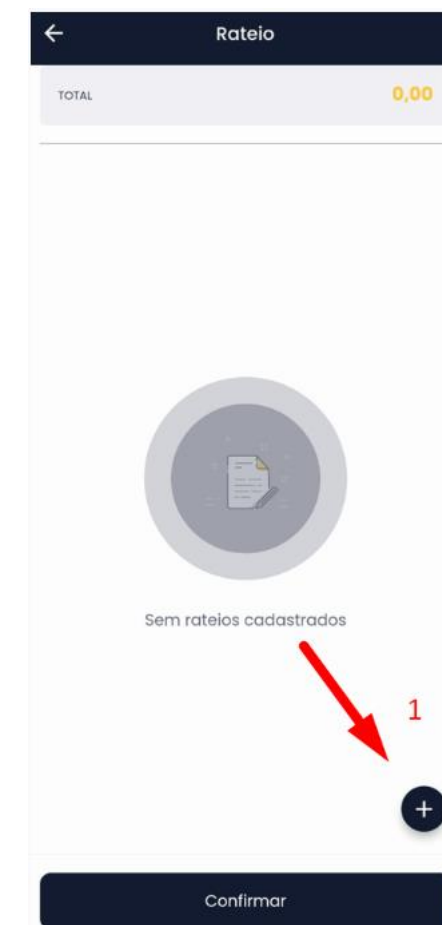 Rateio
TOTAL 0,00
Sem rateios cadastrados
1
+
Confirmar